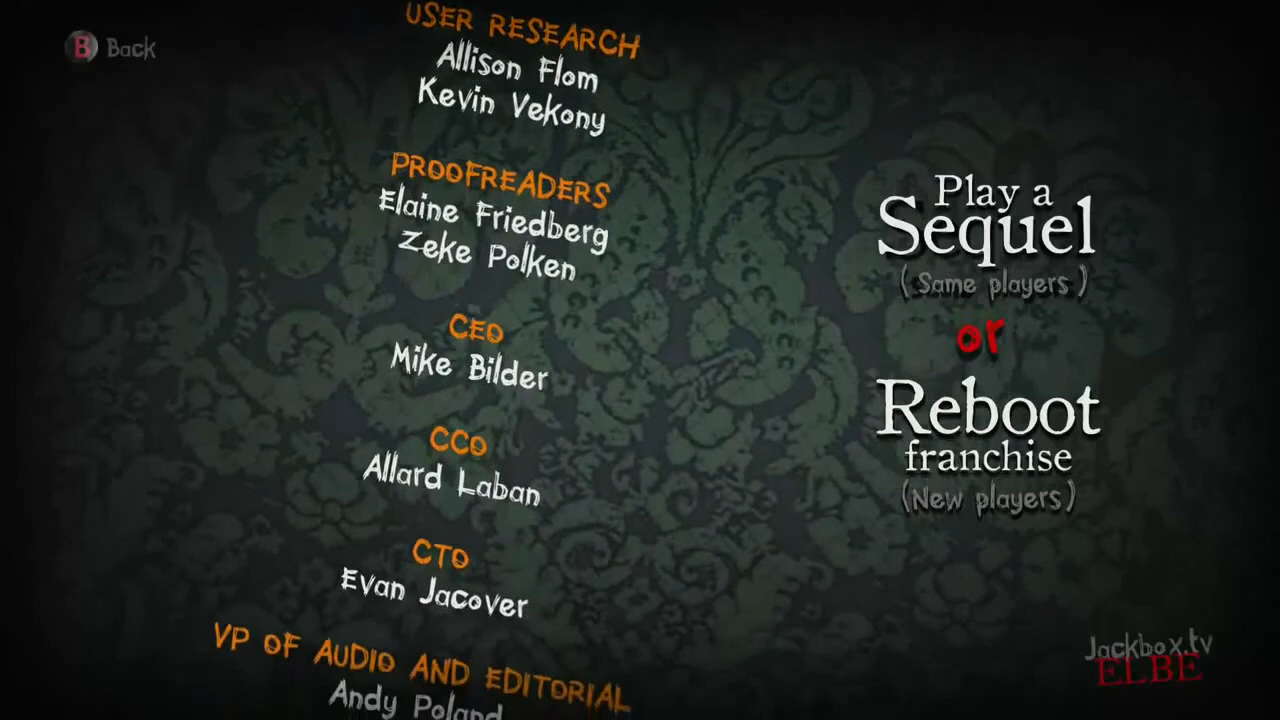 B Back
USER RESEARCH
Allison Flom
Kevin Vekony
PROOFREADERS
Elaine Friedberg
Zeke Polken
CEO
Mike Bilder
CCO
Allard Laban
CTO
Evan Jacover
VP OF AUDIO AND EDITORIAL
Andy Poland
Play a
Sequel
(Same players)
or
Reboot
franchise
(New players)
Jackbox.tv
ELBE